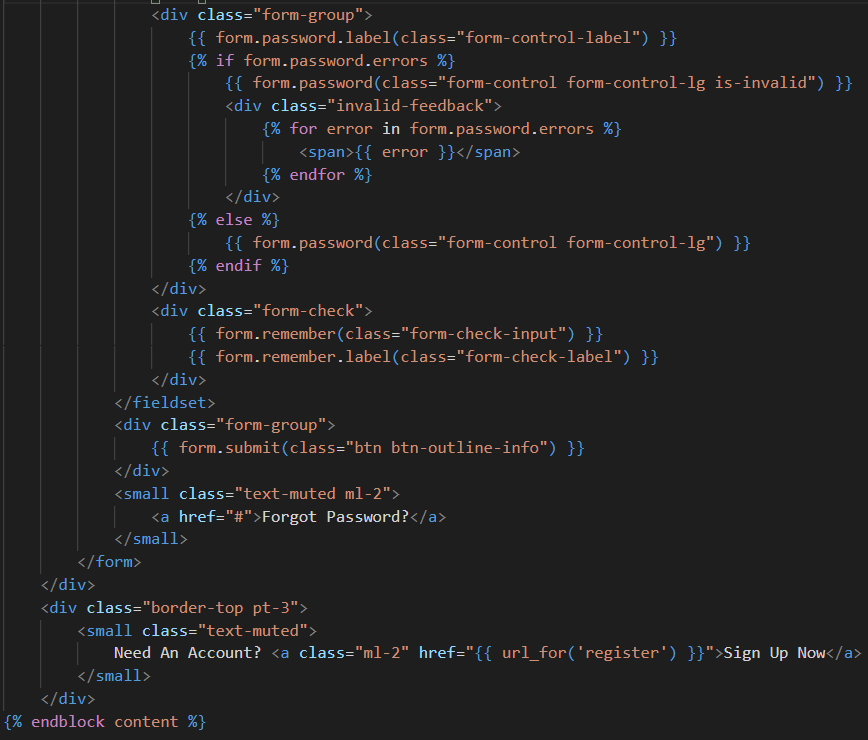 <div class="form-group">
{{ form.password.label(class="form-control-label") }}
{% if form.password.errors %}
{{ form.password(class="form-control form-control-lg is-invalid") }}
<div class="invalid-feedback">
{% for error in form.password.errors %}
<span>{{ error }}</span>
{% endfor %}
</div>
{% else %}
{{ form.password(class="form-control form-control-lg") }}
{% endif %}
</div>
<div class="form-check">
{{ form.remember(class="form-check-input") }}
{{ form.remember.label(class="form-check-label") }}
</div>
</fieldset>
<div class="form-group">
{{ form.submit(class="btn btn-outline-info") }}
</div>
<small class="text-muted ml-2">
<a href="#">Forgot Password?</a>
</small>
</form>
</div>
<div class="border-top pt-3">
<small class="text-muted">
Need An Account? <a class="ml-2" href="{{ url_for('register') }}">Sign Up Now</a>
</small>
</div>
{% endblock content %}